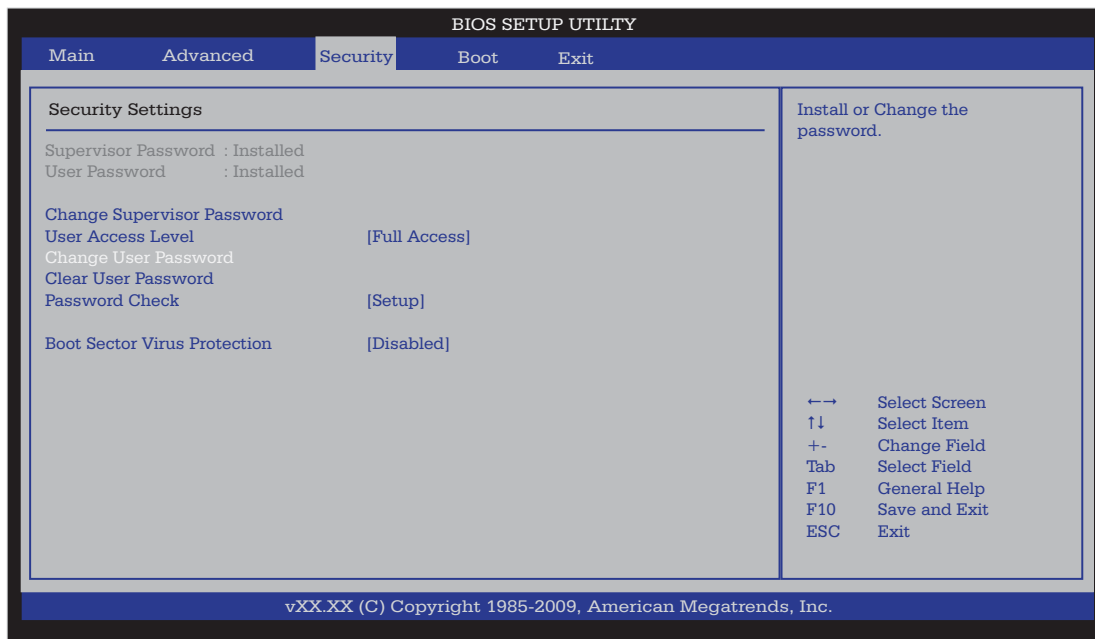 BIOS SETUP UTILTY
Main Advanced Security Boot Exit
Security Settings
Supervisor Password : Installed
User Password : Installed
Change Supervisor Password
User Access Level [Full Access]
Change User Password
Clear User Password
Password Check [Setup]
Boot Sector Virus Protection [Disabled]
Install or Change the
password.
←→ Select Screen
↑↓ Select Item
+- Change Field
Tab Select Field
F1 General Help
F10 Save and Exit
ESC Exit
vXX.XX (C) Copyright 1985-2009, American Megatrends, Inc.